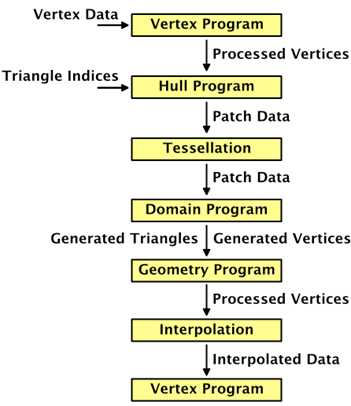 Vertex Data
Vertex Program
Processed Vertices
Triangle Indices
Hull Program
Patch Data
Tessellation
Patch Data
Domain Program
Generated Triangles
Generated Vertices
Geometry Program
Processed Vertices
Interpolation
Interpolated Data
Vertex Program